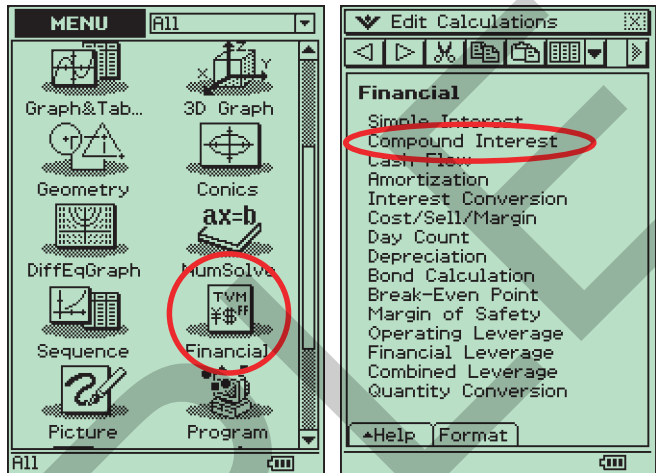 MENU All
Graph&Tab... 3D Graph
Z
X Y
Geometry Conics
ax=b
DiffEqGraph NumSolve
TVM
¥$FF
Sequence Financial
Picture Program
All
Edit Calculations
Financial
Simple Interest
Compound Interest
Cash Flow
Amortization
Interest Conversion
Cost/Sell/Margin
Day Count
Depreciation
Bond Calculation
Break-Even Point
Margin of Safety
Operating Leverage
Financial Leverage
Combined Leverage
Quantity Conversion
Help Format